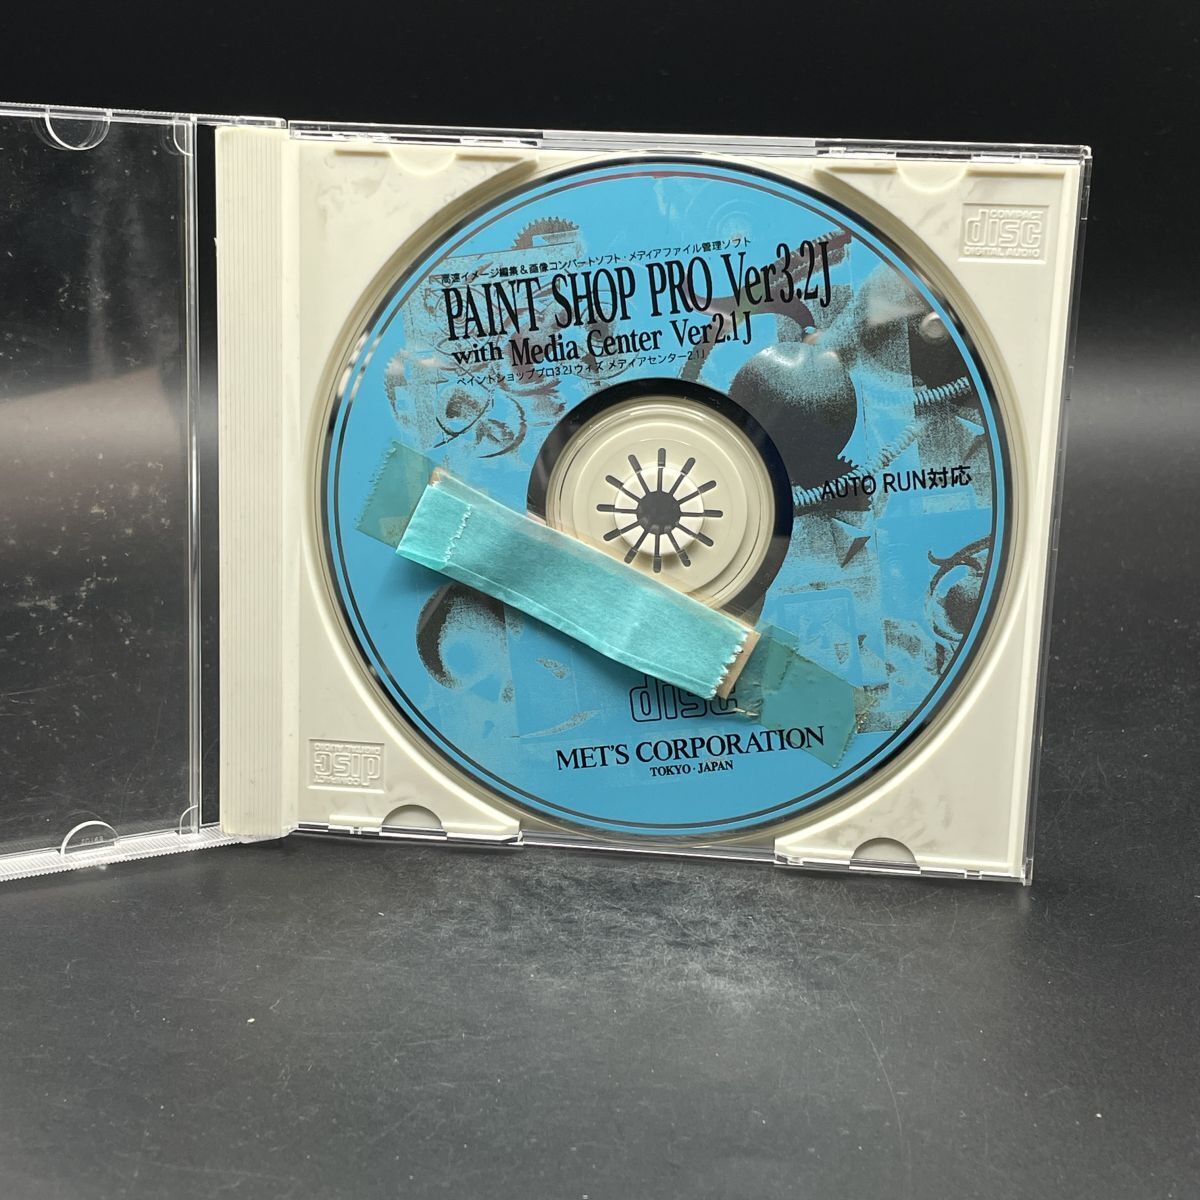 高速イメージ編集&画像コンバートソフト・メディアファイル管理ソフト
PAINT SHOP PRO Ver3.2J
with Media Center Ver2.1J
ペイントショッププロ3.2Jウィズ メディアセンター2.1J
AUTO RUN対応
disc
MET'S CORPORATION
TOKYO・JAPAN
COMPACT
disc
DIGITAL AUDIO
COMPACT
disc
DIGITAL AUDIO